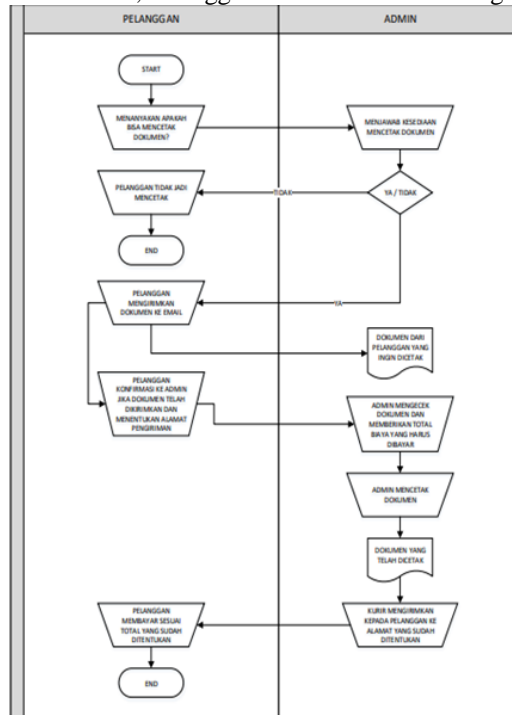 PELANGGAN
ADMIN
START
MENANYAKAN APAKAH
BISA MENCETAK
DOKUMEN?
MENJAWAB KESEDIAAN
MENCETAK DOKUMEN
PELANGGAN TIDAK JADI
MENCETAK
TIDAK
YA / TIDAK
END
PELANGGAN
MENGIRIMKAN
DOKUMEN KE EMAIL
YA
DOKUMEN DARI
PELANGGAN YANG
INGIN DICETAK
PELANGGAN
KONFIRMASI KE ADMIN
JIKA DOKUMEN TELAH
DIKIRIMKAN DAN
MENENTUKAN ALAMAT
PENGIRIMAN
ADMIN MENGECEK
DOKUMEN DAN
MEMBERIKAN TOTAL
BIAYA YANG HARUS
DIBAYAR
ADMIN MENCETAK
DOKUMEN
DOKUMEN YANG
TELAH DICETAK
PELANGGAN
MEMBAYAR SESUAI
TOTAL YANG SUDAH
DITENTUKAN
KURIR MENGIRIMKAN
KEPADA PELANGGAN KE
ALAMAT YANG SUDAH
DITENTUKAN
END